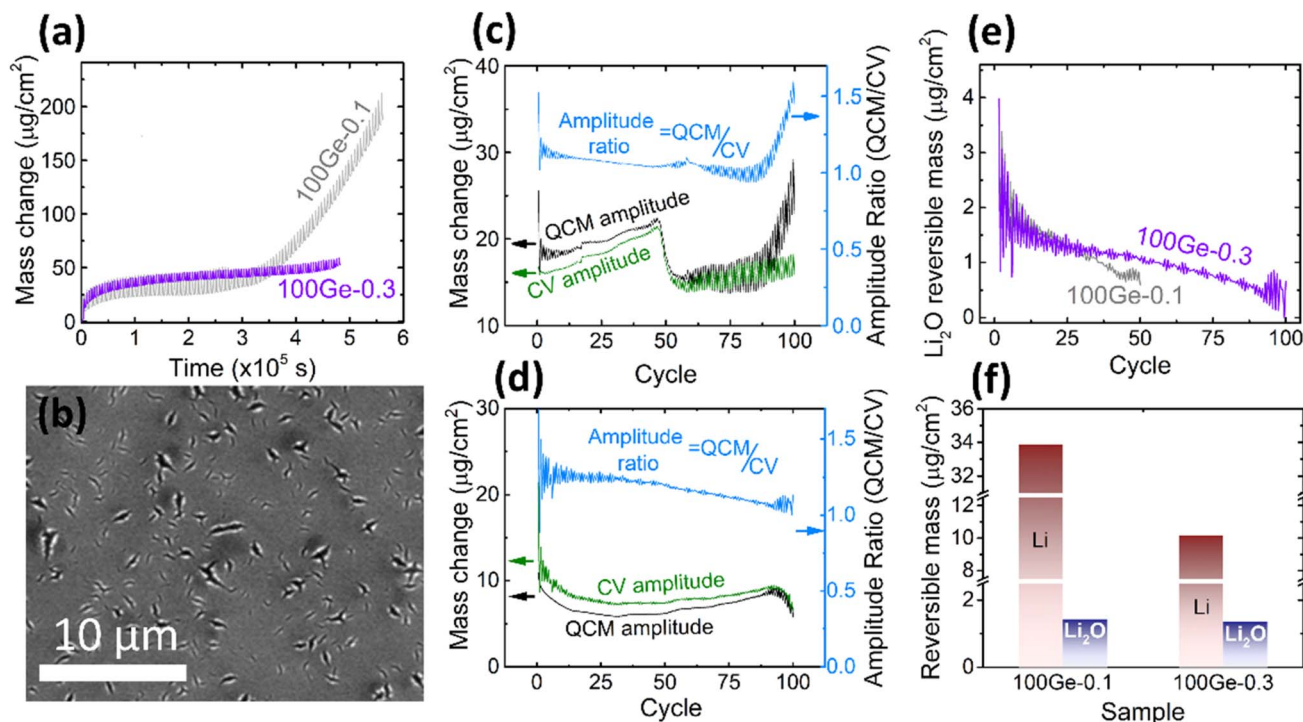 (a)
Mass change (μg/cm²)
200
150
100
50
0
100Ge-0.1
100Ge-0.3
0 1 2 3 4 5 6
Time (x10⁵ s)
(b)
10 μm
(c)
Mass change (μg/cm²)
40
30
20
10
Amplitude ratio =QCM/CV
QCM amplitude
CV amplitude
1.5
1.0
0.5
0.0
Amplitude Ratio (QCM/CV)
0 25 50 75 100
Cycle
(d)
Mass change (μg/cm²)
30
20
10
0
Amplitude ratio =QCM/CV
CV amplitude
QCM amplitude
1.5
1.0
0.5
0.0
Amplitude Ratio (QCM/CV)
0 25 50 75 100
Cycle
(e)
Li₂O reversible mass (μg/cm²)
4
3
2
1
0
100Ge-0.3
100Ge-0.1
0 25 50 75 100
Cycle
(f)
Reversible mass (μg/cm²)
36
34
32
12
10
8
2
0
Li
Li₂O
Li
Li₂O
100Ge-0.1 100Ge-0.3
Sample